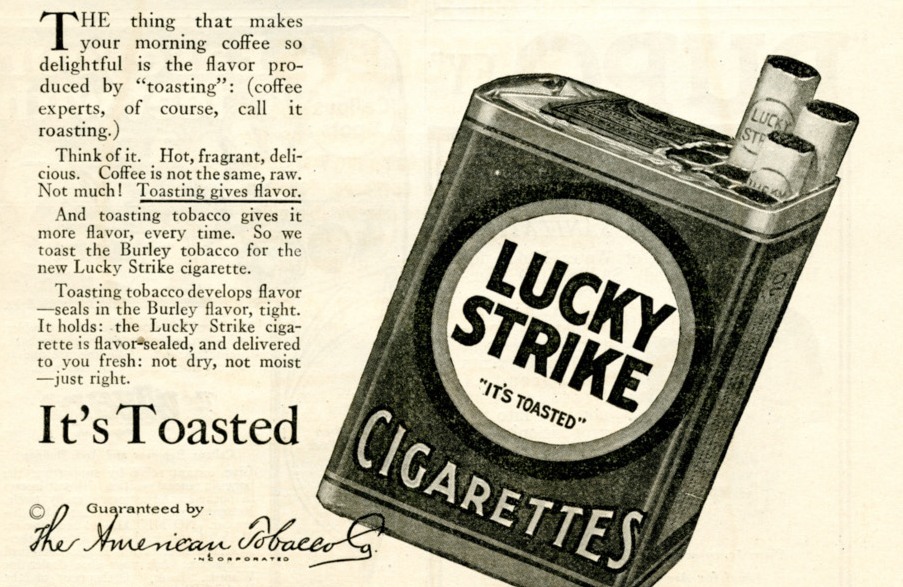 THE thing that makes
your morning coffee so
delightful is the flavor pro-
duced by “toasting”: (coffee
experts, of course, call it
roasting.)
Think of it. Hot, fragrant, deli-
cious. Coffee is not the same, raw.
Not much! Toasting gives flavor.
And toasting tobacco gives it
more flavor, every time. So we
toast the Burley tobacco for the
new Lucky Strike cigarette.
Toasting tobacco develops flavor
—seals in the Burley flavor, tight.
It holds: the Lucky Strike ciga-
rette is flavor-sealed, and delivered
to you fresh: not dry, not moist
—just right.
It's Toasted
© Guaranteed by
The American Tobacco Co.
INCORPORATED
LUCKY
STRIKE
LUCKY
STRIKE
"IT'S TOASTED"
CIGARETTES